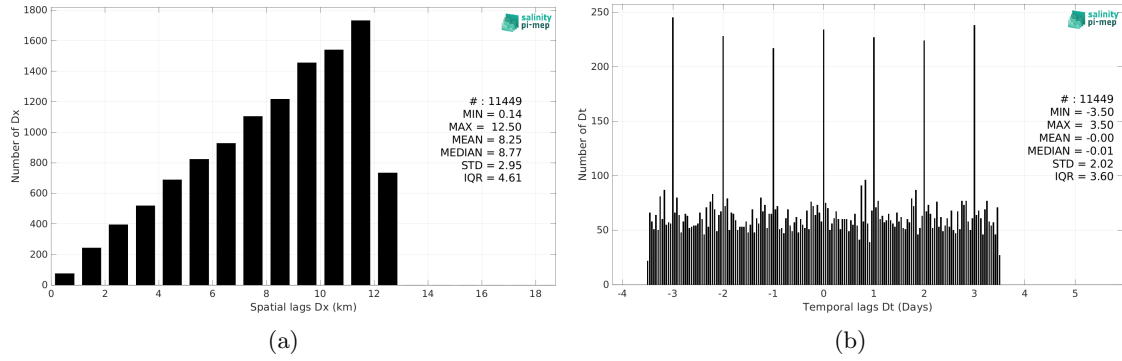 1800
1600
1400
1200
1000
800
600
400
200
0
Number of Dx
0 2 4 6 8 10 12 14 16 18
Spatial lags Dx (km)
salinity
pi-mep
# : 11449
MIN = 0.14
MAX = 12.50
MEAN = 8.25
MEDIAN = 8.77
STD = 2.95
IQR = 4.61
(a)
250
200
150
100
50
0
Number of Dt
-4 -3 -2 -1 0 1 2 3 4 5
Temporal lags Dt (Days)
salinity
pi-mep
# : 11449
MIN = -3.50
MAX = 3.50
MEAN = -0.00
MEDIAN = -0.01
STD = 2.02
IQR = 3.60
(b)